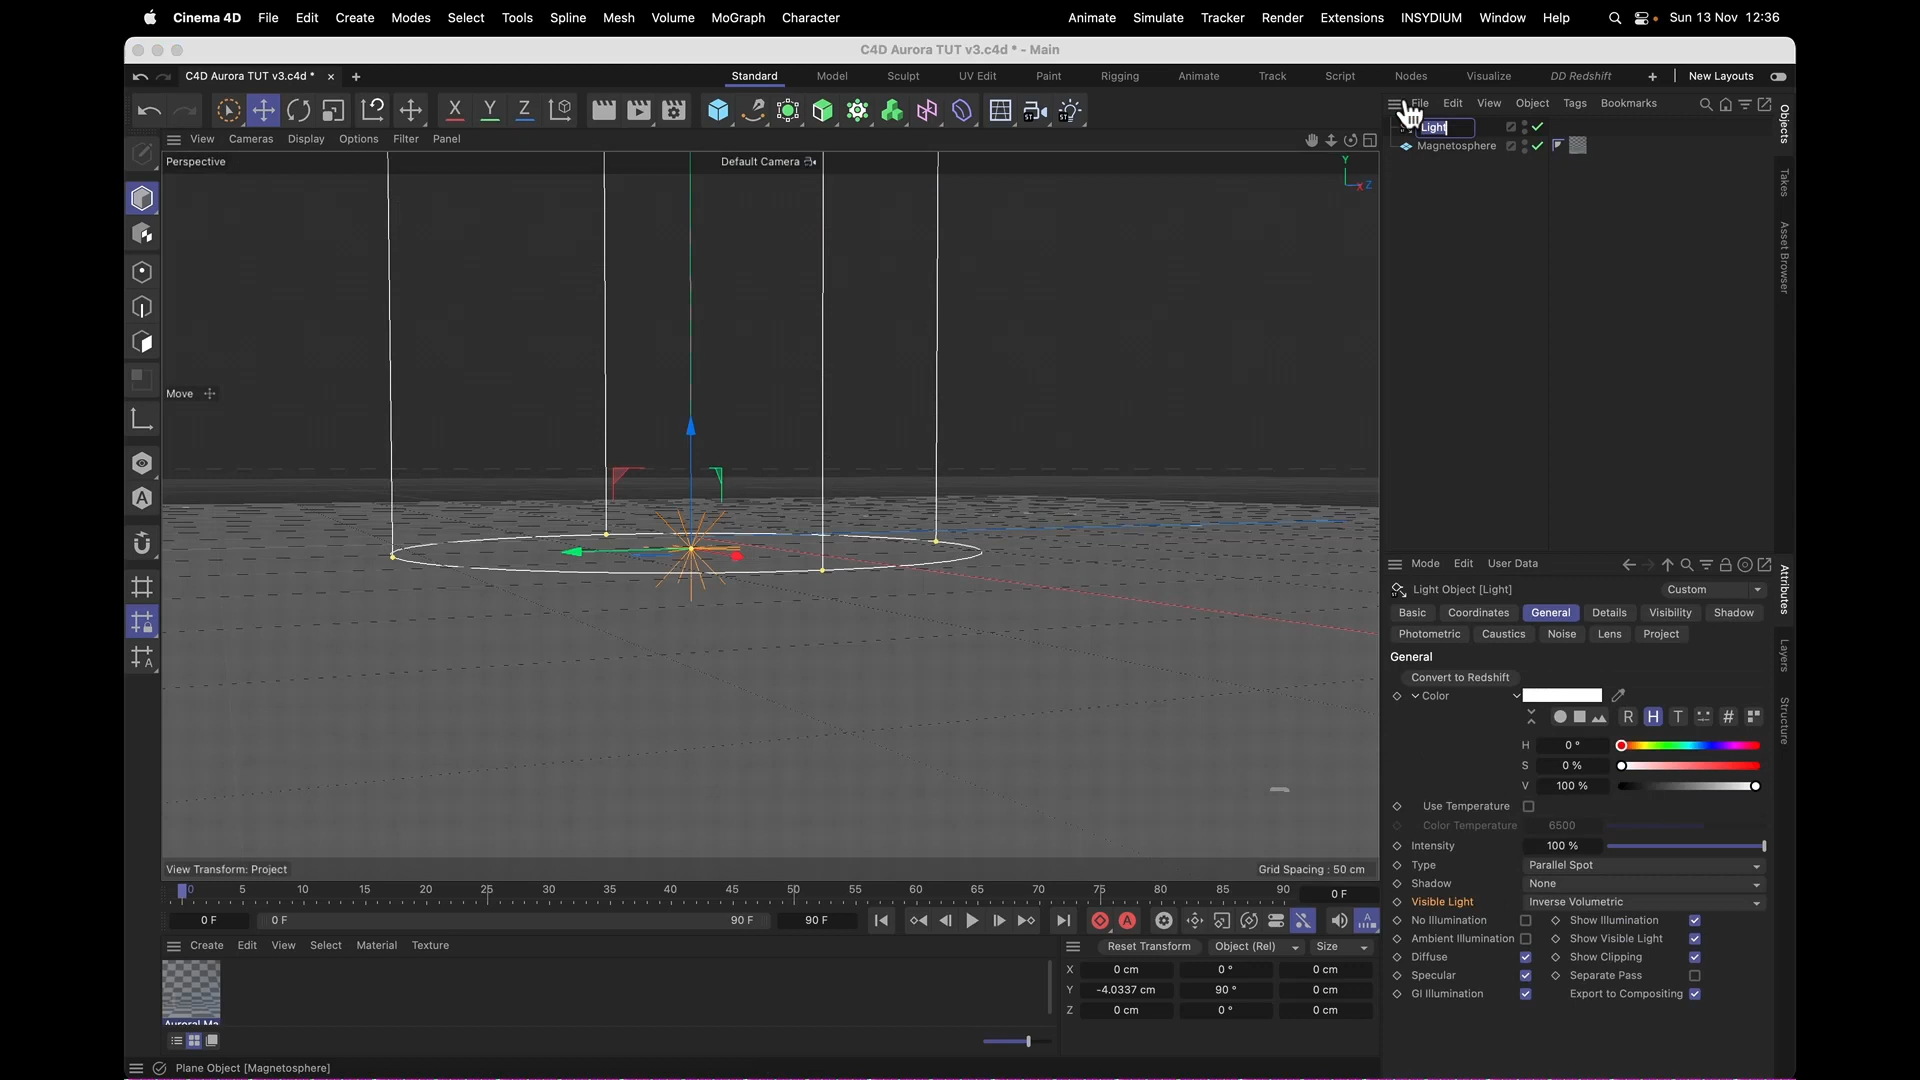 Cinema 4D File Edit Create Modes Select Tools Spline Mesh Volume MoGraph Character Animate Simulate Tracker Render Extensions INSYDIUM Window Help Sun 13 Nov 12:36
C4D Aurora TUT v3.c4d * - Main
C4D Aurora TUT v3.c4d * × + Standard Model Sculpt UV Edit Paint Rigging Animate Track Script Nodes Visualize DD Redshift + New Layouts
X Y Z
File Edit View Object Tags Bookmarks
View Cameras Display Options Filter Panel
Light
Magnetosphere
Perspective Default Camera
Y
X Z
Move
Objects
Takes
Asset Browser
Mode Edit User Data
Light Object [Light] Custom
Basic Coordinates General Details Visibility Shadow
Photometric Caustics Noise Lens Project
General
Convert to Redshift
Color
R H T #
H 0 °
S 0 %
V 100 %
Use Temperature
Color Temperature 6500
Intensity 100 %
Type Parallel Spot
Shadow None
Visible Light Inverse Volumetric
No Illumination Show Illumination
Ambient Illumination Show Visible Light
Diffuse Show Clipping
Specular Separate Pass
GI Illumination Export to Compositing
Attributes
Layers
Structure
View Transform: Project Grid Spacing : 50 cm
0 5 10 15 20 25 30 35 40 45 50 55 60 65 70 75 80 85 90 0 F
0 F 0 F 90 F 90 F
Create Edit View Select Material Texture
Reset Transform Object (Rel) Size
X 0 cm 0 ° 0 cm
Y -4.0337 cm 90 ° 0 cm
Z 0 cm 0 ° 0 cm
Auroral Ma
Plane Object [Magnetosphere]